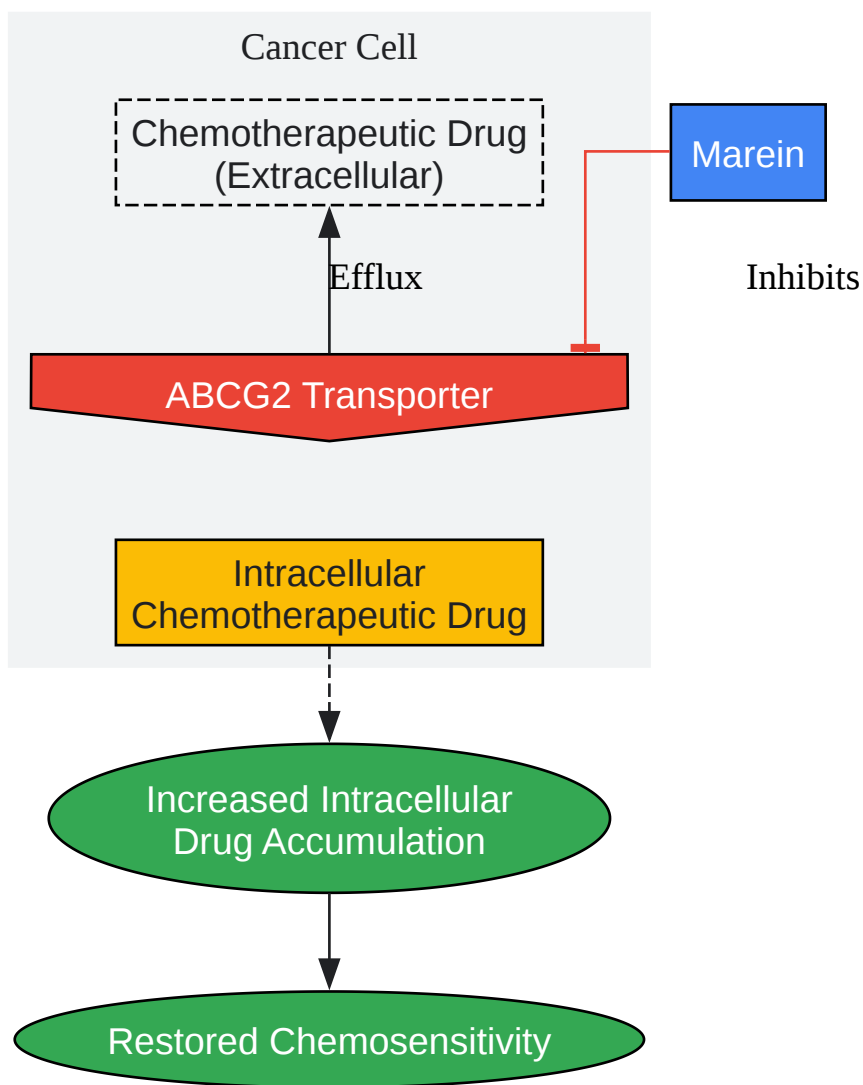 Cancer Cell
Chemotherapeutic Drug
(Extracellular)
Marein
Efflux
Inhibits
ABCG2 Transporter
Intracellular
Chemotherapeutic Drug
Increased Intracellular
Drug Accumulation
Restored Chemosensitivity